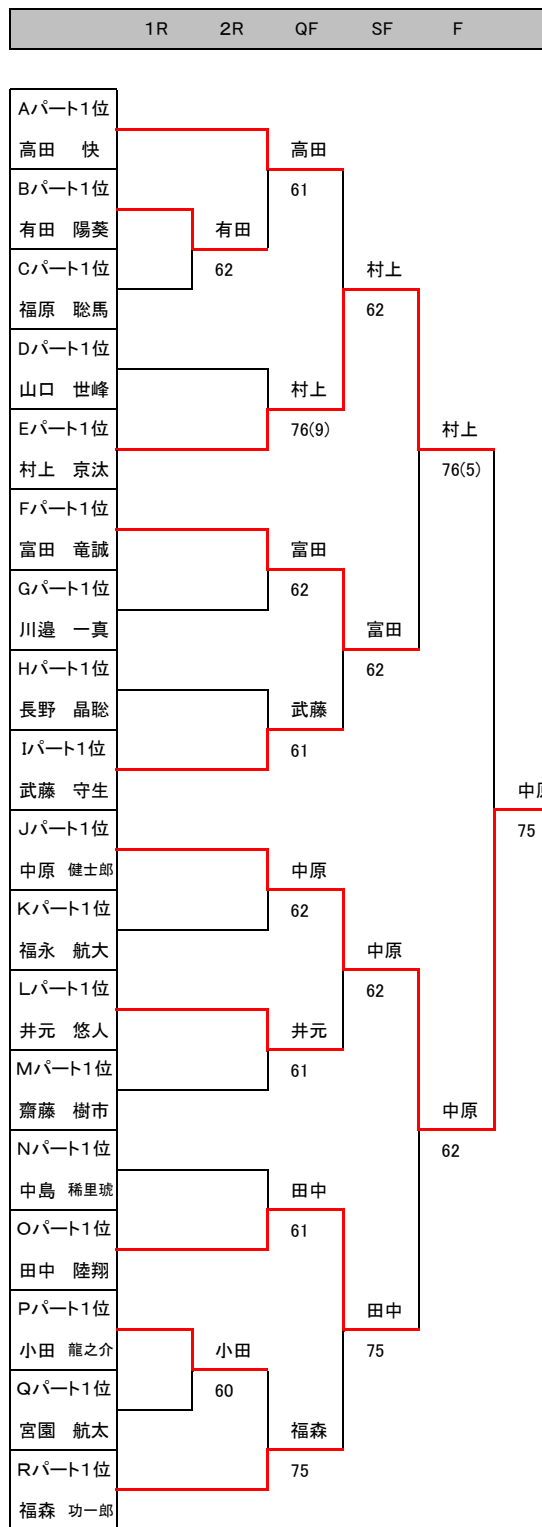 1R 2R QF SF F
Aパート1位
高田 快 高田
Bパート1位 61
有田 陽葵 有田
Cパート1位 62 村上
福原 聡馬 62
Dパート1位
山口 世峰 村上
Eパート1位 76(9) 村上
村上 京汰 76(5)
Fパート1位
富田 竜誠 富田
Gパート1位 62
川邉 一真 富田
Hパート1位 62
長野 晶聡 武藤
Iパート1位 61
武藤 守生 中原
Jパート1位 75
中原 健士郎 中原
Kパート1位 62
福永 航大 中原
Lパート1位 62
井元 悠人 井元
Mパート1位 61
齋藤 樹市 中原
Nパート1位 62
中島 稀里琥 田中
Oパート1位 61
田中 陸翔
Pパート1位 田中
小田 龍之介 小田 75
Qパート1位 60
宮園 航太 福森
Rパート1位 75
福森 功一郎